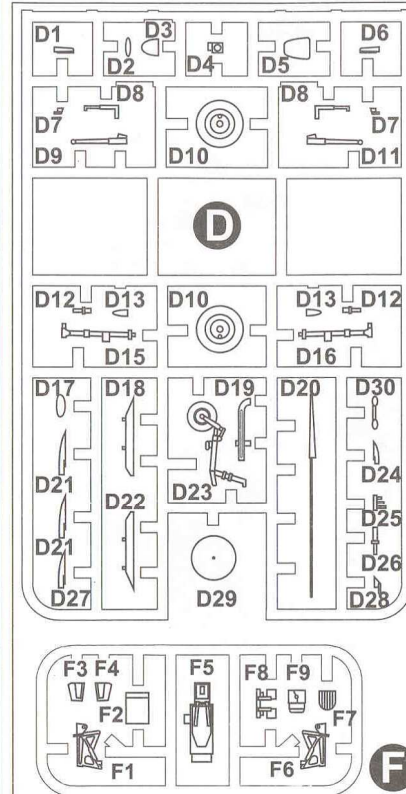 D1 D2 D3 D4 D5 D6
D7 D8 D9 D10 D8 D7 D11
D
D12 D13 D15 D10 D13 D12 D16
D17 D18 D19 D20 D30
D21 D22 D23 D24
D21 D25
D26
D27 D29 D28
F3 F4 F5 F8 F9
F2 F7
F1 F6 F